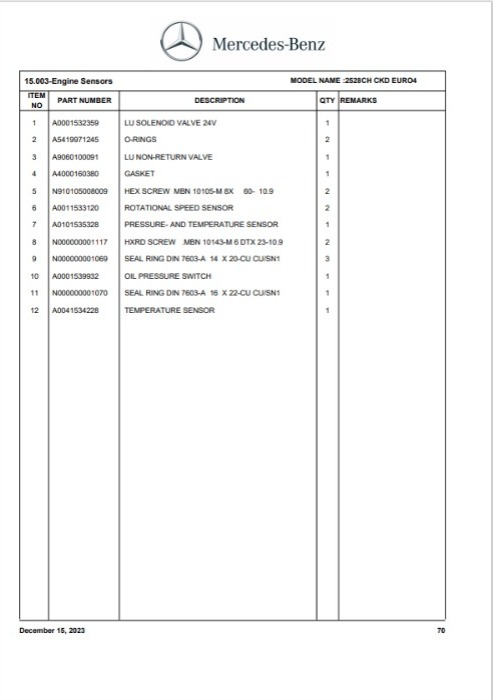 Mercedes-Benz
15.003-Engine Sensors MODEL NAME :2528CH CKD EURO4
ITEM NO PART NUMBER DESCRIPTION QTY REMARKS
1 A0001532359 LU SOLENOID VALVE 24V 1
2 A5419971245 O-RINGS 2
3 A9060100091 LU NON-RETURN VALVE 1
4 A4000160380 GASKET 1
5 N910105008009 HEX SCREW MBN 10105-M 8X 60- 10.9 2
6 A0011533120 ROTATIONAL SPEED SENSOR 2
7 A0101535328 PRESSURE- AND TEMPERATURE SENSOR 1
8 N000000001117 HXRD SCREW MBN 10143-M 6 DTX 23-10.9 2
9 N000000001069 SEAL RING DIN 7603-A 14 X 20-CU CU/SN1 3
10 A0001539932 OIL PRESSURE SWITCH 1
11 N000000001070 SEAL RING DIN 7603-A 16 X 22-CU CU/SN1 1
12 A0041534228 TEMPERATURE SENSOR 1
December 15, 2023 70